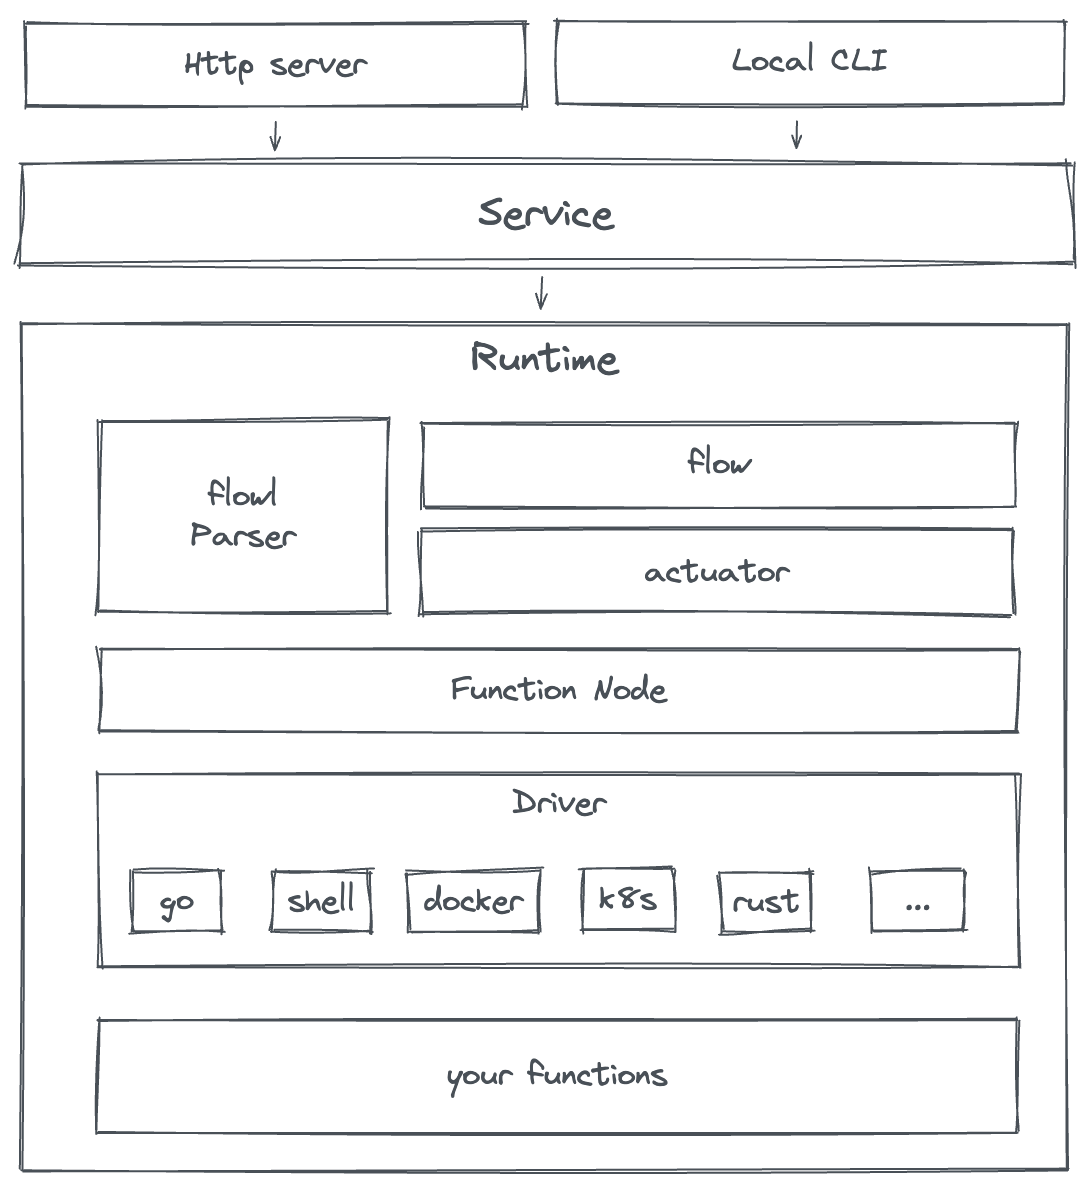 Http server
Local CLI
Service
Runtime
flowl
Parser
flow
actuator
Function Node
Driver
go
shell
docker
k8s
rust
...
your functions